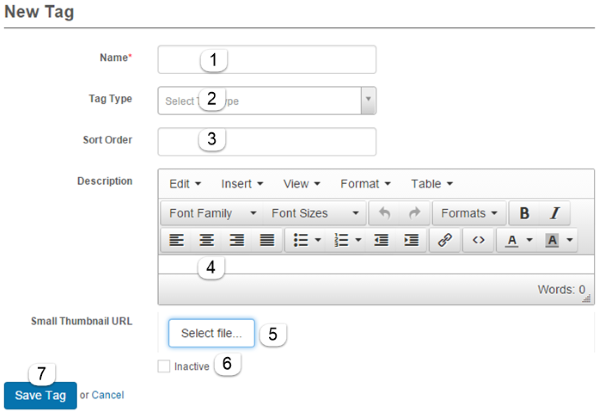 New Tag
Name* 1
Tag Type Select T 2 pe
Sort Order 3
Description Edit Insert View Format Table
Font Family Font Sizes Formats B I
A A
4
Words: 0
Small Thumbnail URL Select file... 5
Inactive 6
7
Save Tag or Cancel